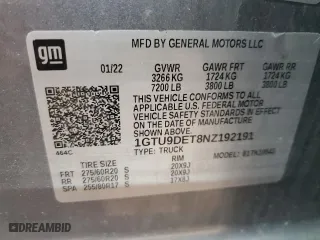 gm
MFD BY GENERAL MOTORS LLC
01/22 GVWR GAWR FRT GAWR RR
3266 KG 1724 KG 1724 KG
7200 LB 3800 LB 3800 LB
THIS VEHICLE CONFORMS TO ALL APPLICABLE
U.S. FEDERAL MOTOR VEHICLE SAFETY
STANDARDS IN EFFECT ON THE DATE OF
MANUFACTURE SHOWN ABOVE.
1GTU9DET8NZ192191
TYPE: TRUCK
TIRE SIZE RIM
FRT 275/60R20 S 20X9J
RR 275/60R20 S 20X9J
SPA 255/80R17 S 17X8J
DREAMBID